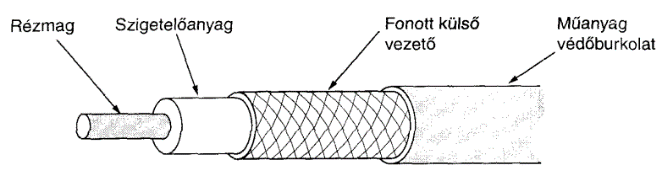 Rézmag
Szigetelőanyag
Fonott külső
vezető
Műanyag
védőburkolat